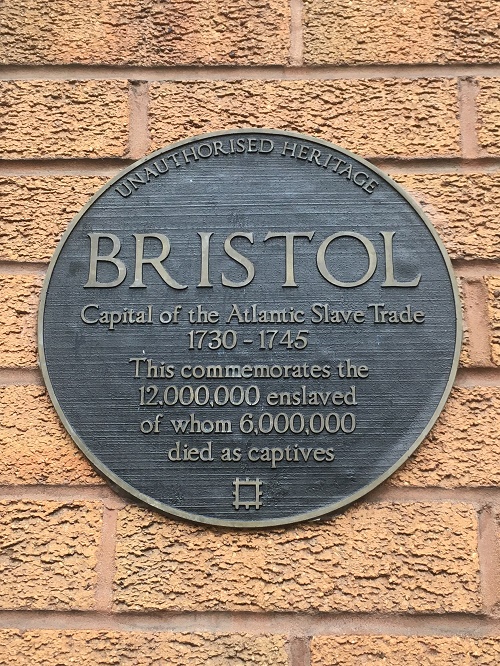 UNAUTHORISED HERITAGE
BRISTOL
Capital of the Atlantic Slave Trade
1730 - 1745
This commemorates the
12,000,000 enslaved
of whom 6,000,000
died as captives